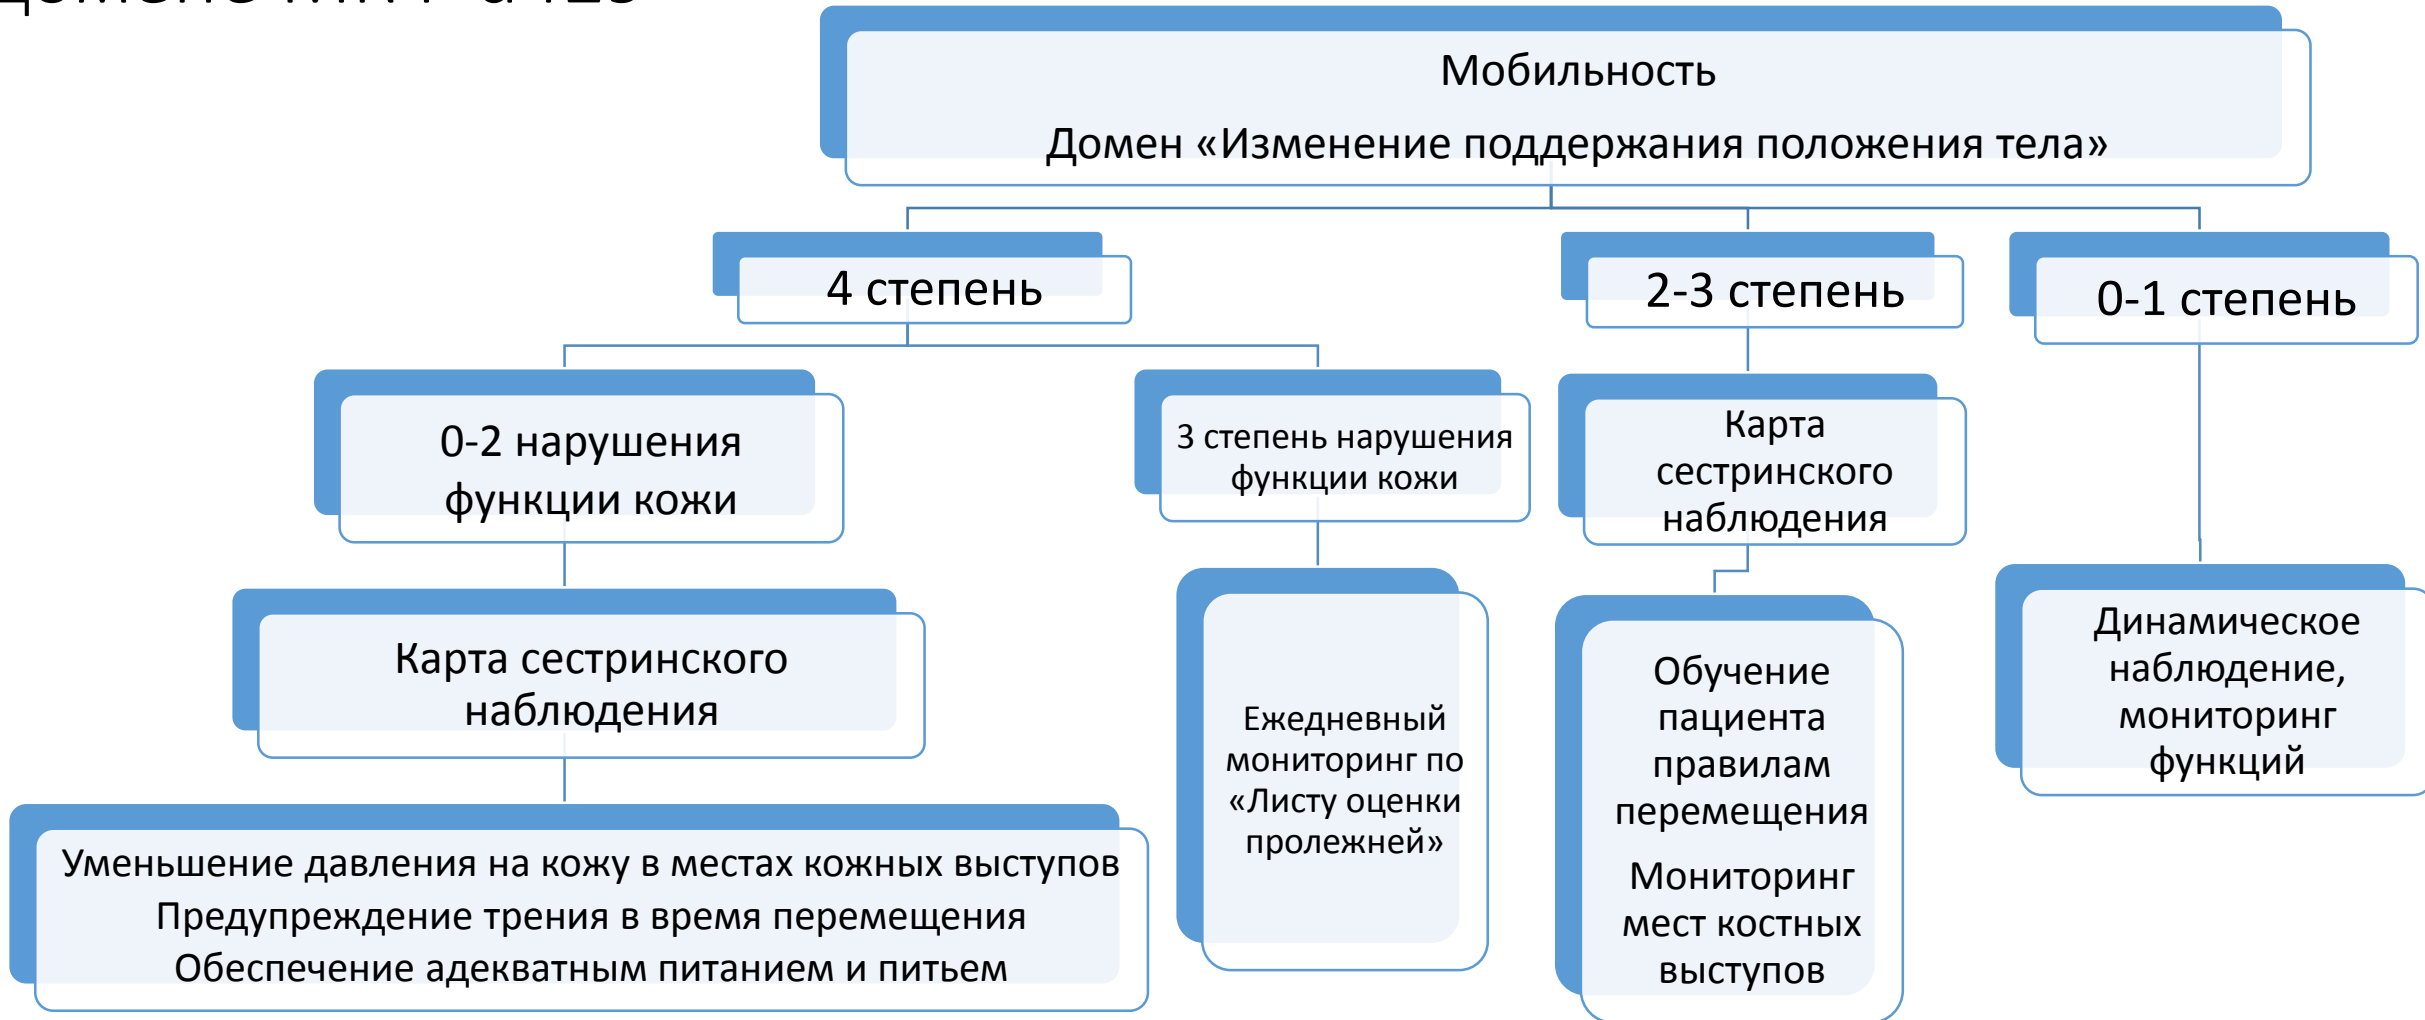 Мобильность
Домен «Изменение поддержания положения тела»
4 степень
2-3 степень
0-1 степень
0-2 нарушения
функции кожи
3 степень нарушения
функции кожи
Карта
сестринского
наблюдения
Карта сестринского
наблюдения
Ежедневный
мониторинг по
«Листу оценки
пролежней»
Обучение
пациента
правилам
перемещения
Мониторинг
мест костных
выступов
Динамическое
наблюдение,
мониторинг
функций
Уменьшение давления на кожу в местах кожных выступов
Предупреждение трения в время перемещения
Обеспечение адекватным питанием и питьем